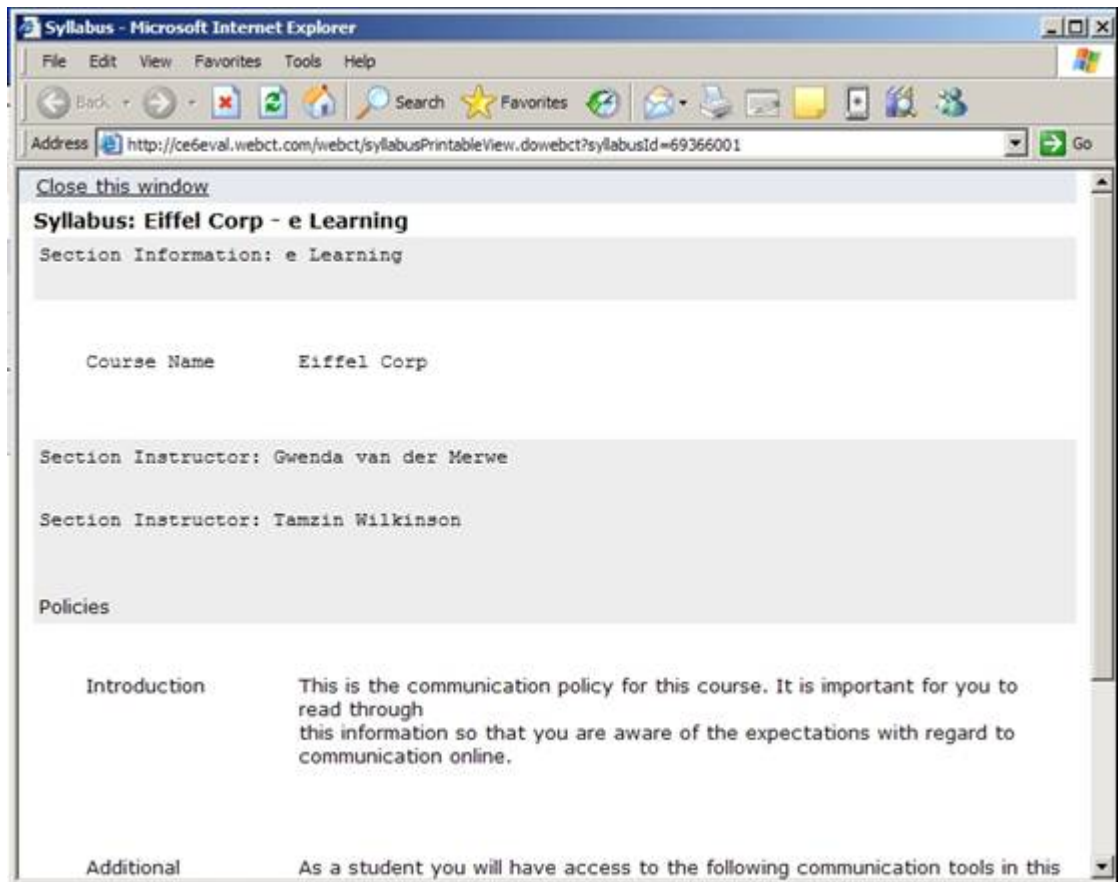 Syllabus - Microsoft Internet Explorer
File Edit View Favorites Tools Help
Back Search Favorites
Address http://ce6eval.webct.com/webct/syllabusPrintableView.dowebct?syllabusId=69366001 Go
Close this window
Syllabus: Eiffel Corp - e Learning
Section Information: e Learning
Course Name Eiffel Corp
Section Instructor: Gwenda van der Merwe
Section Instructor: Tamzin Wilkinson
Policies
Introduction This is the communication policy for this course. It is important for you to
read through
this information so that you are aware of the expectations with regard to
communication online.
Additional As a student you will have access to the following communication tools in this